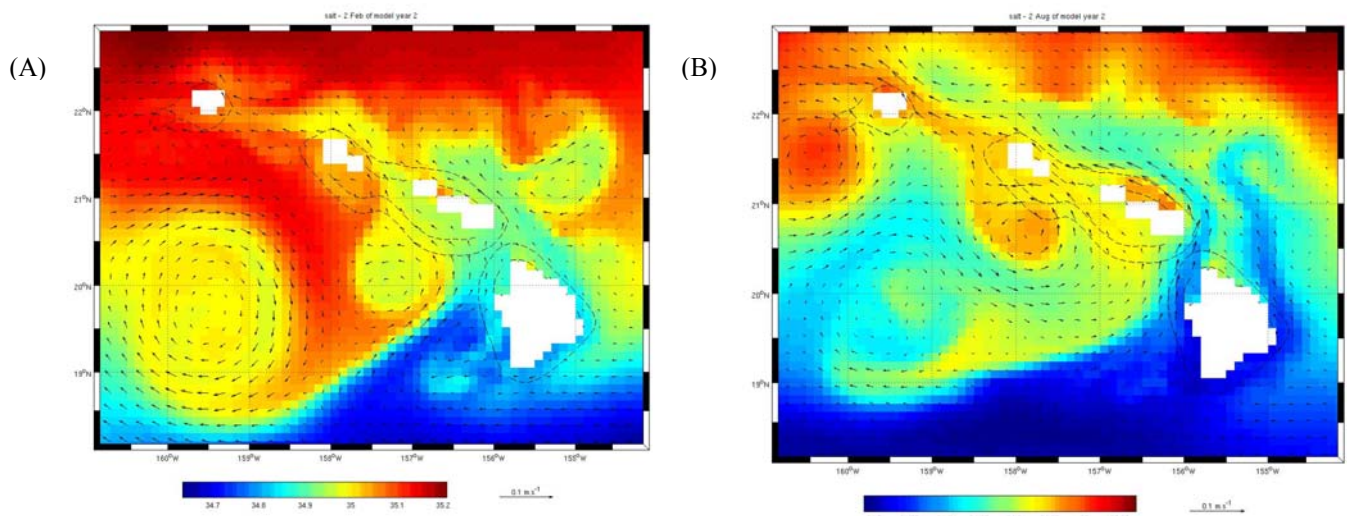 (A)
salt - 2 Feb of model year 2
22°N
21°N
20°N
19°N
160°W 159°W 158°W 157°W 156°W 155°W
34.7 34.8 34.9 35 35.1 35.2
0.1 m s⁻¹
(B)
salt - 2 Aug of model year 2
22°N
21°N
20°N
19°N
160°W 159°W 158°W 157°W 156°W 155°W
0.1 m s⁻¹